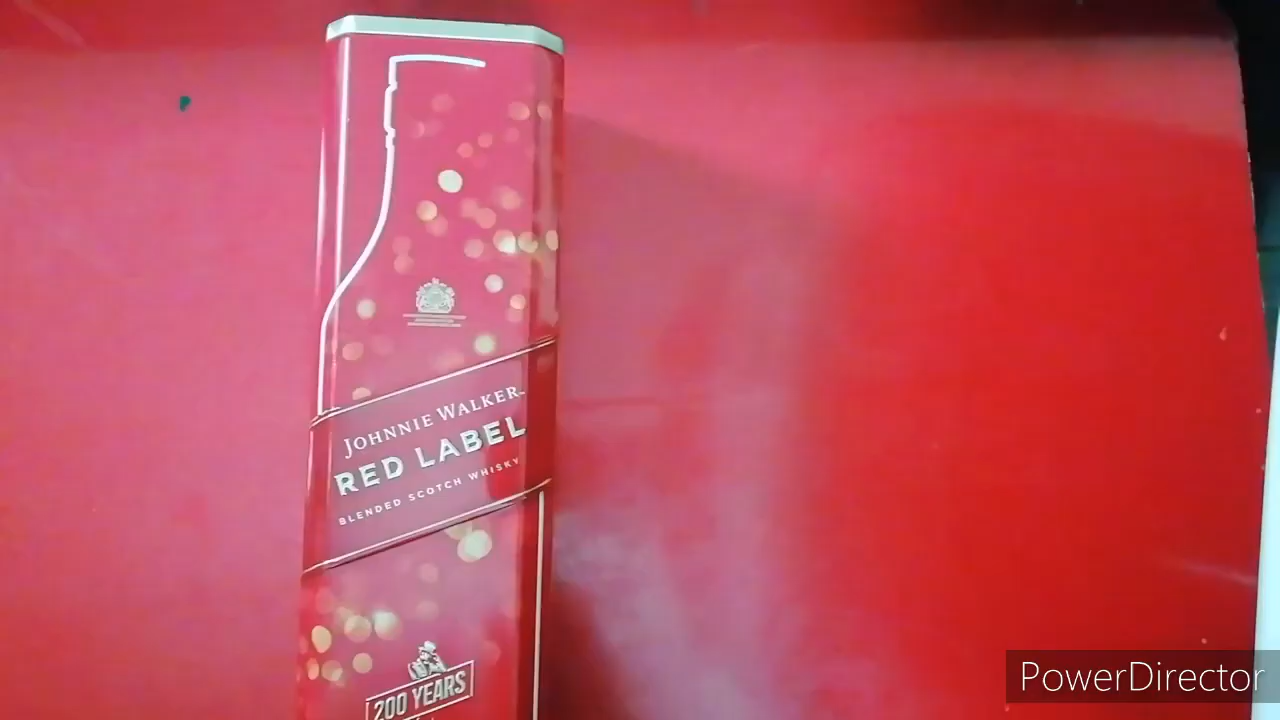 JOHNNIE WALKER
RED LABEL
BLENDED SCOTCH WHISKY
200 YEARS
PowerDirector